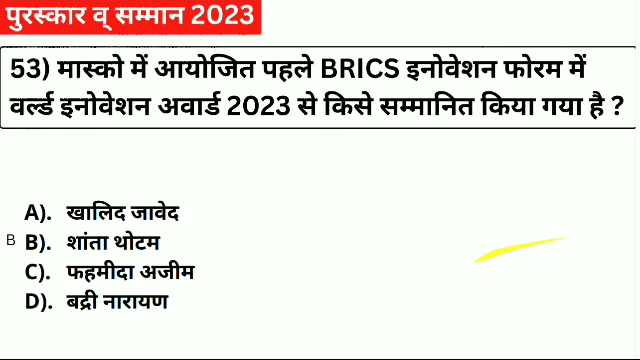 पुरस्कार व् सम्मान 2023
53) मास्को में आयोजित पहले BRICS इनोवेशन फोरम में
वर्ल्ड इनोवेशन अवार्ड 2023 से किसे सम्मानित किया गया है ?
A). खालिद जावेद
B B). शांता थोटम
C). फहमीदा अजीम
D). बद्री नारायण